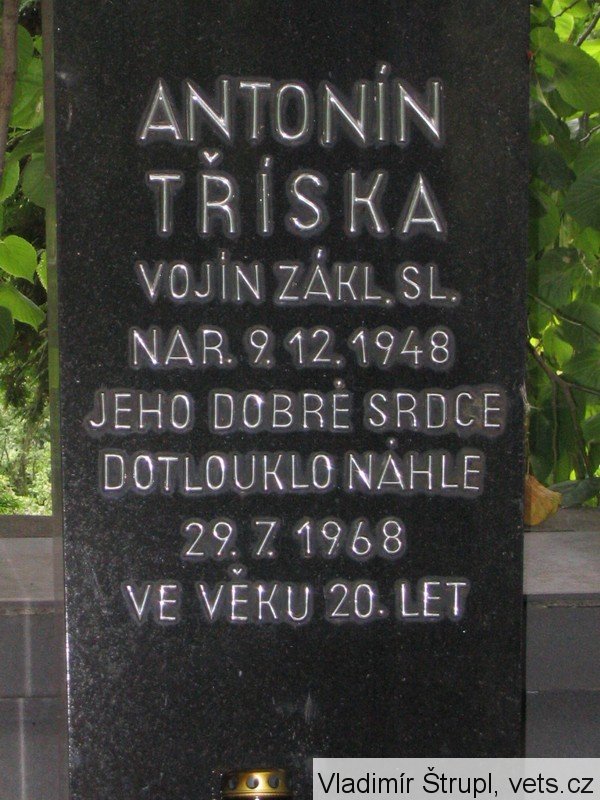 ANTONÍN
TŘÍSKA
VOJÍN ZÁKL. SL.
NAR. 9. 12. 1948
JEHO DOBRÉ SRDCE
DOTLOUKLO NÁHLE
29. 7. 1968
VE VĚKU 20. LET
Vladimír Štrupl, vets.cz